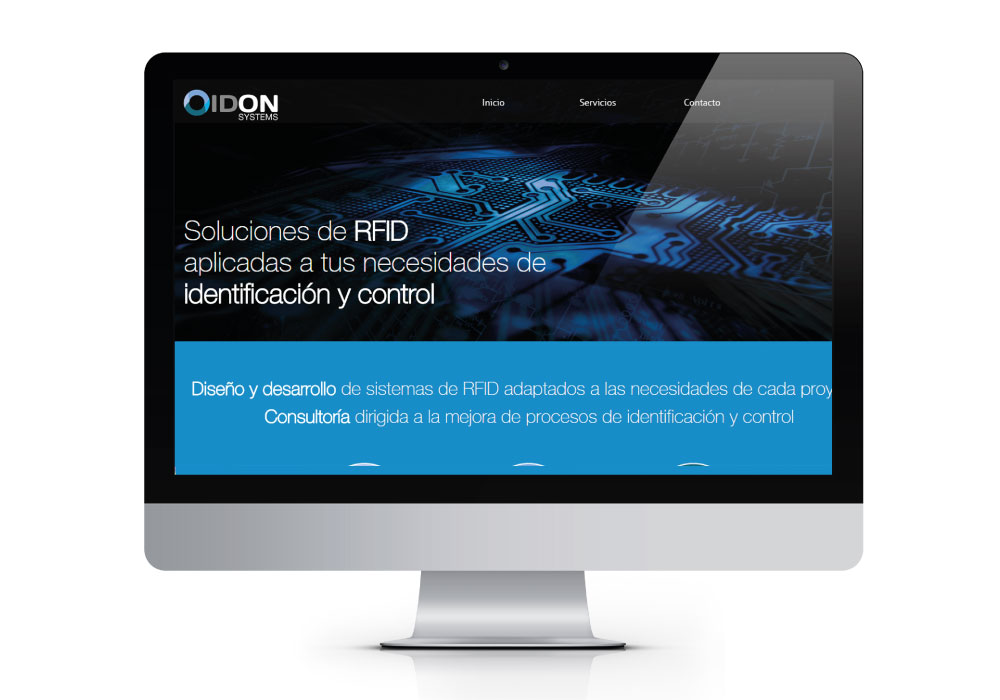 IDON
SYSTEMS
Inicio Servicios Contacto
Soluciones de RFID
aplicadas a tus necesidades de
identificación y control
Diseño y desarrollo de sistemas de RFID adaptados a las necesidades de cada proy
Consultoría dirigida a la mejora de procesos de identificación y control